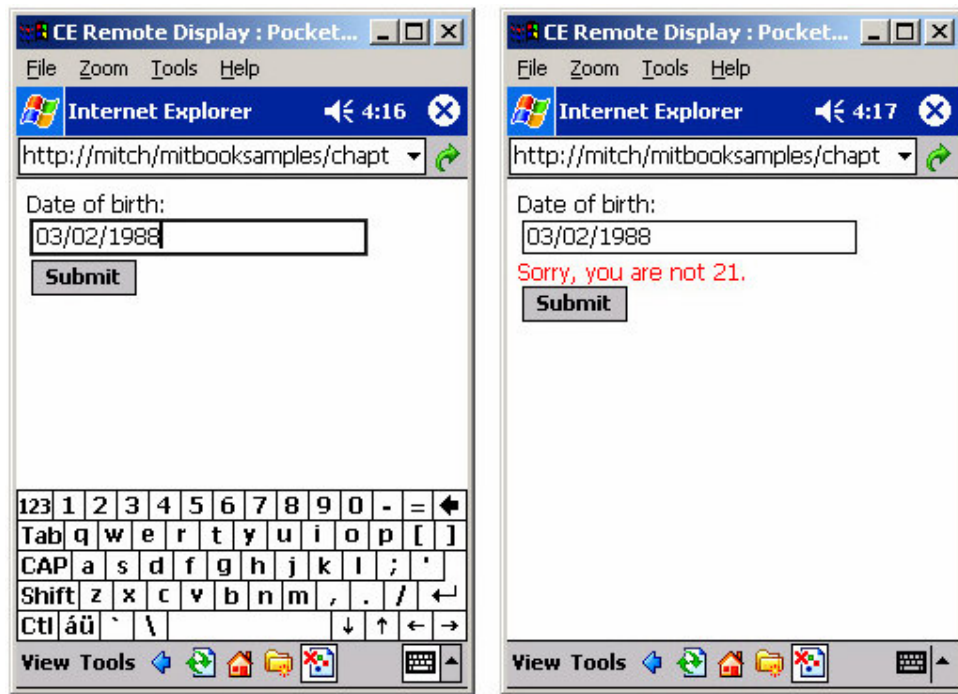 CE Remote Display : Pocket...
File Zoom Tools Help
Internet Explorer 4:16
http://mitch/mitbooksamples/chapt
Date of birth:
03/02/1988
Submit
123 1 2 3 4 5 6 7 8 9 0 - =
Tab q w e r t y u i o p [ ]
CAP a s d f g h j k l ; '
Shift z x c v b n m , . /
Ctl áü ` \ ↓ ↑ ← →
View Tools
CE Remote Display : Pocket...
File Zoom Tools Help
Internet Explorer 4:17
http://mitch/mitbooksamples/chapt
Date of birth:
03/02/1988
Sorry, you are not 21.
Submit
View Tools